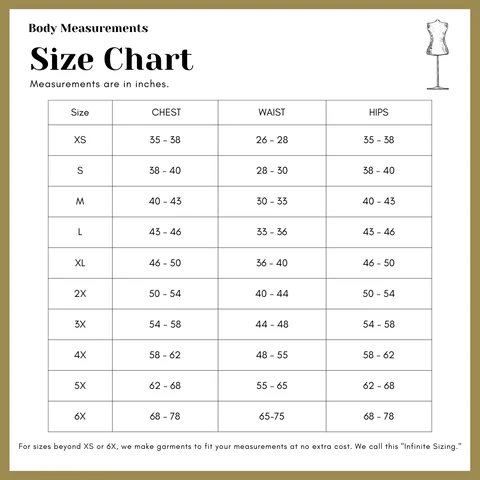 Body Measurements
Size Chart
Measurements are in inches.
Size CHEST WAIST HIPS
XS 35 - 38 26 - 28 35 - 38
S 38 - 40 28 - 30 38 - 40
M 40 - 43 30 - 33 40 - 43
L 43 - 46 33 - 36 43 - 46
XL 46 - 50 36 - 40 46 - 50
2X 50 - 54 40 - 44 50 - 54
3X 54 - 58 44 - 48 54 - 58
4X 58 - 62 48 - 55 58 - 62
5X 62 - 68 55 - 65 62 - 68
6X 68 - 78 65-75 68 - 78
For sizes beyond XS or 6X, we make garments to fit your measurements at no extra cost. We call this "Infinite Sizing."